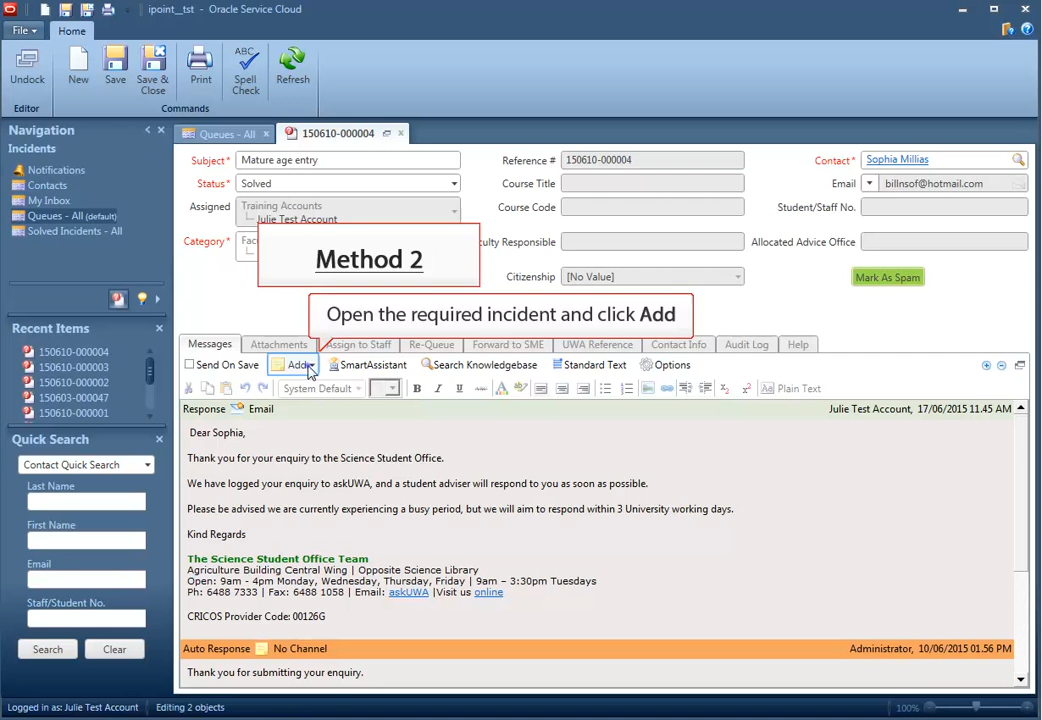 ipoint__tst - Oracle Service Cloud
File
Home
Undock
New
Save
Save & Close
Print
ABC
Spell Check
Refresh
Editor
Commands
Navigation
Incidents
Notifications
Contacts
My Inbox
Queues - All (default)
Solved Incidents - All
Recent Items
150610-000004
150610-000003
150610-000002
150603-000047
150610-000001
Quick Search
Contact Quick Search
Last Name
First Name
Email
Staff/Student No.
Search
Clear
Queues - All
150610-000004
Subject*
Mature age entry
Reference #
150610-000004
Contact*
Sophia Millias
Status*
Solved
Course Title
Email
billnsof@hotmail.com
Assigned
Training Accounts
Julie Test Account
Course Code
Student/Staff No.
Category*
Allocated Advice Office
Citizenship
[No Value]
Mark As Spam
Method 2
Open the required incident and click Add
Messages
Attachments
Assign to Staff
Re-Queue
Forward to SME
UWA Reference
Contact Info
Audit Log
Help
Send On Save
Add
SmartAssistant
Search Knowledgebase
Standard Text
Options
System Default
B
I
U
abc
Plain Text
Response
Email
Julie Test Account, 17/06/2015 11.45 AM
Dear Sophia,
Thank you for your enquiry to the Science Student Office.
We have logged your enquiry to askUWA, and a student adviser will respond to you as soon as possible.
Please be advised we are currently experiencing a busy period, but we will aim to respond within 3 University working days.
Kind Regards
The Science Student Office Team
Agriculture Building Central Wing | Opposite Science Library
Open: 9am - 4pm Monday, Wednesday, Thursday, Friday | 9am – 3:30pm Tuesdays
Ph: 6488 7333 | Fax: 6488 1058 | Email: askUWA |Visit us online
CRICOS Provider Code: 00126G
Auto Response
No Channel
Administrator, 10/06/2015 01.56 PM
Thank you for submitting your enquiry.
Logged in as: Julie Test Account
Editing 2 objects
100%